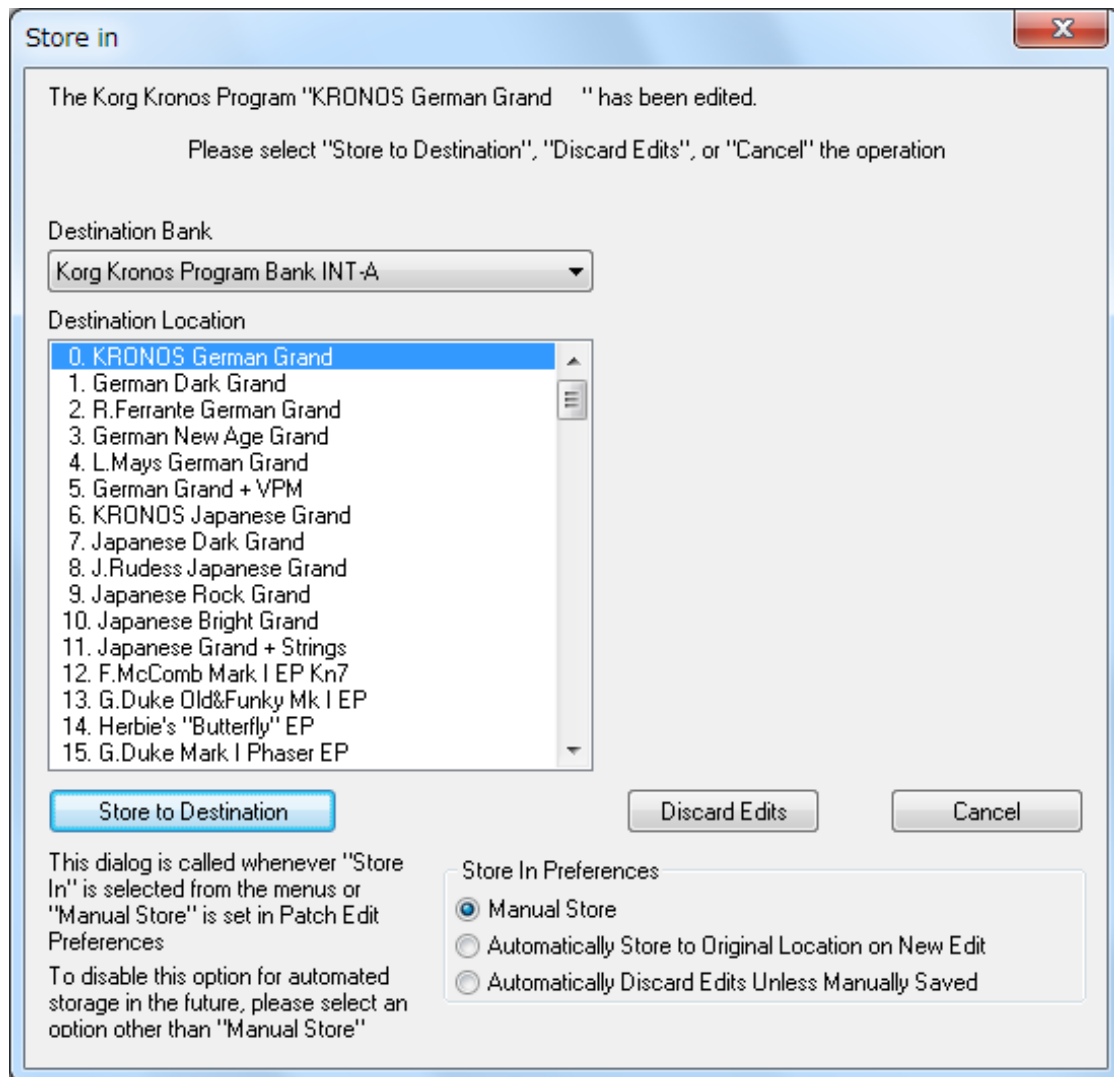 Store in
The Korg Kronos Program "KRONOS German Grand    " has been edited.
Please select "Store to Destination", "Discard Edits", or "Cancel" the operation
Destination Bank
Korg Kronos Program Bank INT-A
Destination Location
0. KRONOS German Grand
1. German Dark Grand
2. R.Ferrante German Grand
3. German New Age Grand
4. L.Mays German Grand
5. German Grand + VPM
6. KRONOS Japanese Grand
7. Japanese Dark Grand
8. J.Rudess Japanese Grand
9. Japanese Rock Grand
10. Japanese Bright Grand
11. Japanese Grand + Strings
12. F.McComb Mark I EP Kn7
13. G.Duke Old&Funky Mk I EP
14. Herbie's "Butterfly" EP
15. G.Duke Mark I Phaser EP
Store to Destination
Discard Edits
Cancel
This dialog is called whenever "Store
In" is selected from the menus or
"Manual Store" is set in Patch Edit
Preferences
To disable this option for automated
storage in the future, please select an
option other than "Manual Store"
Store In Preferences
Manual Store
Automatically Store to Original Location on New Edit
Automatically Discard Edits Unless Manually Saved